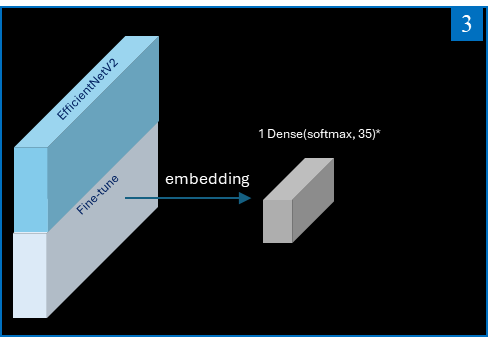 3
EfficientNetV2
1 Dense(softmax, 35)*
embedding
Fine-tune